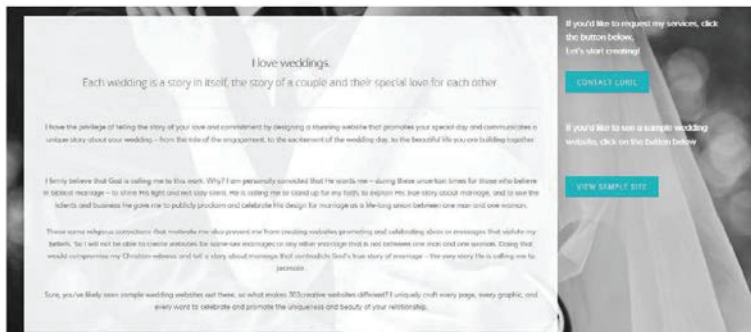 I love weddings.
Each wedding is a story in itself, the story of a couple and their special love for each other.
I have the privilege of telling the story of your love and commitment by designing a stunning website that promotes your special day and communicates a
unique story about your wedding – from the tale of the engagement, to the excitement of the wedding day, to the beautiful life you are building together.
I firmly believe that God is calling me to this work. Why? I am personally convicted that He wants me – during these uncertain times for those who believe
in biblical marriage – to shine His light and not stay silent. He is calling me to stand up for my faith, to explain His true story about marriage, and to use the
talents and business He gave me to publicly proclaim and celebrate His design for marriage as a life-long union between one man and one woman.
These same religious convictions that motivate me also prevent me from creating websites promoting and celebrating ideas or messages that violate my
beliefs. So I will not be able to create websites for same-sex marriages or any other marriage that is not between one man and one woman. Doing that
would compromise my Christian witness and tell a story about marriage that contradicts God's true story of marriage – the very story He is calling me to
promote.
Sure, you've likely seen sample wedding websites out there, so what makes 303creative websites different? I uniquely craft every page, every graphic, and
every word to celebrate and promote the uniqueness and beauty of your relationship.
If you'd like to request my services, click
the button below.
Let's start creating!
CONTACT LORIE
If you'd like to see a sample wedding
website, click on the button below
VIEW SAMPLE SITE